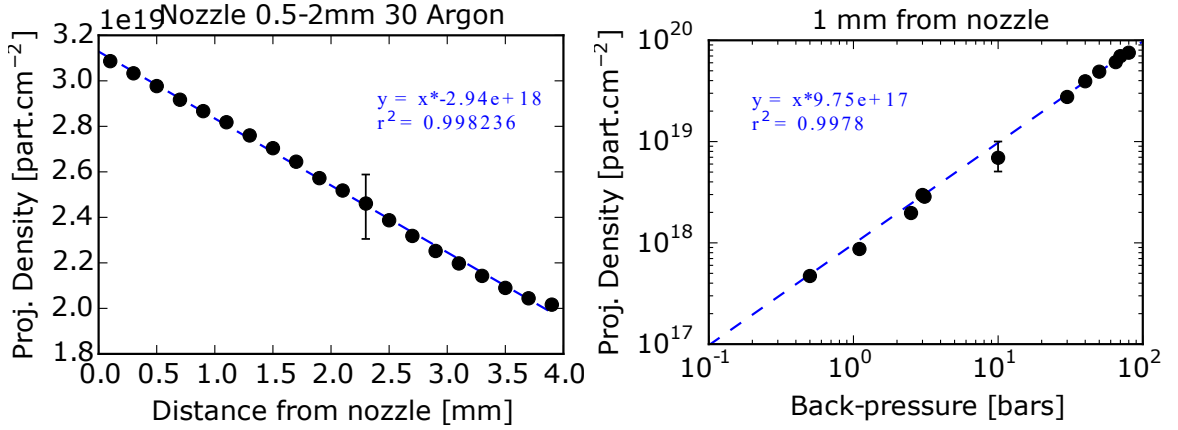 1e19
Nozzle 0.5-2mm 30 Argon
Proj. Density [part.cm⁻²]
3.2
3.0
2.8
2.6
2.4
2.2
2.0
1.8
y = x*-2.94e+18
r² = 0.998236
0.0 0.5 1.0 1.5 2.0 2.5 3.0 3.5 4.0
Distance from nozzle [mm]
1 mm from nozzle
Proj. Density [part.cm⁻²]
10²⁰
10¹⁹
10¹⁸
10¹⁷
y = x*9.75e+17
r² = 0.9978
10⁻¹ 10⁰ 10¹ 10²
Back-pressure [bars]